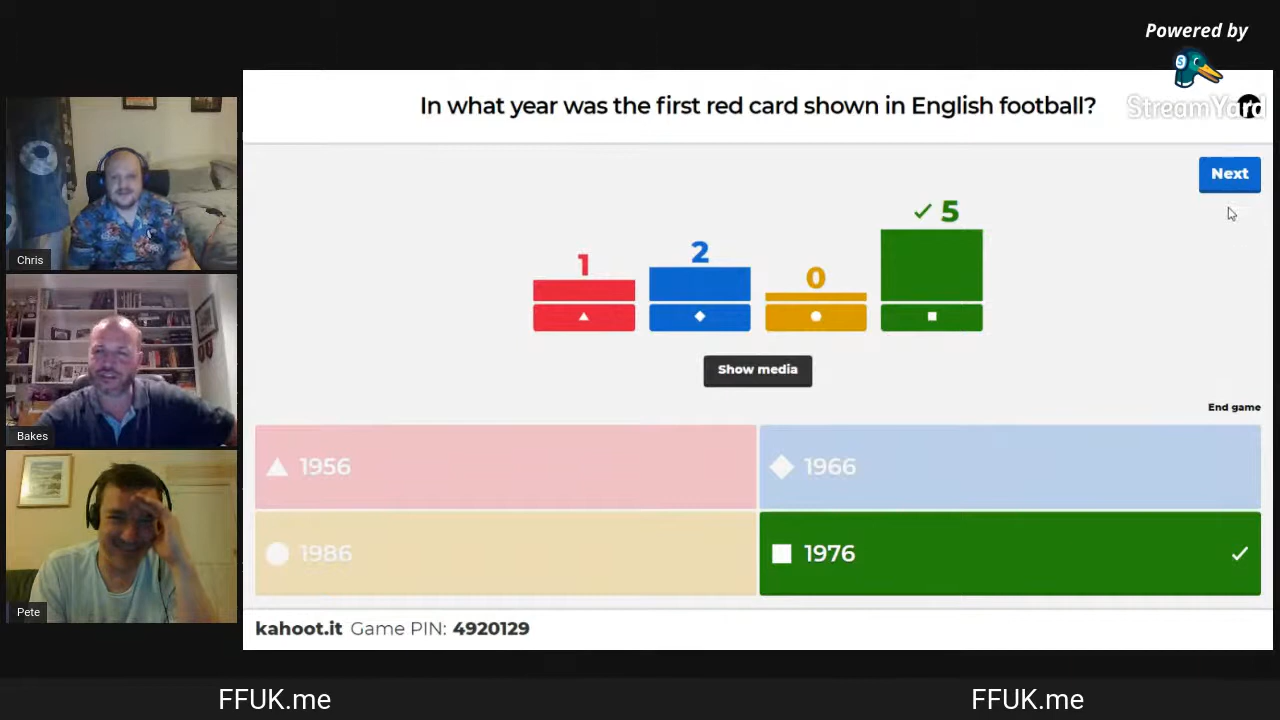 Powered by
StreamYard
In what year was the first red card shown in English football?
Next
1
2
0
5
Show media
End game
1956
1966
1986
1976
kahoot.it Game PIN: 4920129
Chris
Bakes
Pete
FFUK.me
FFUK.me